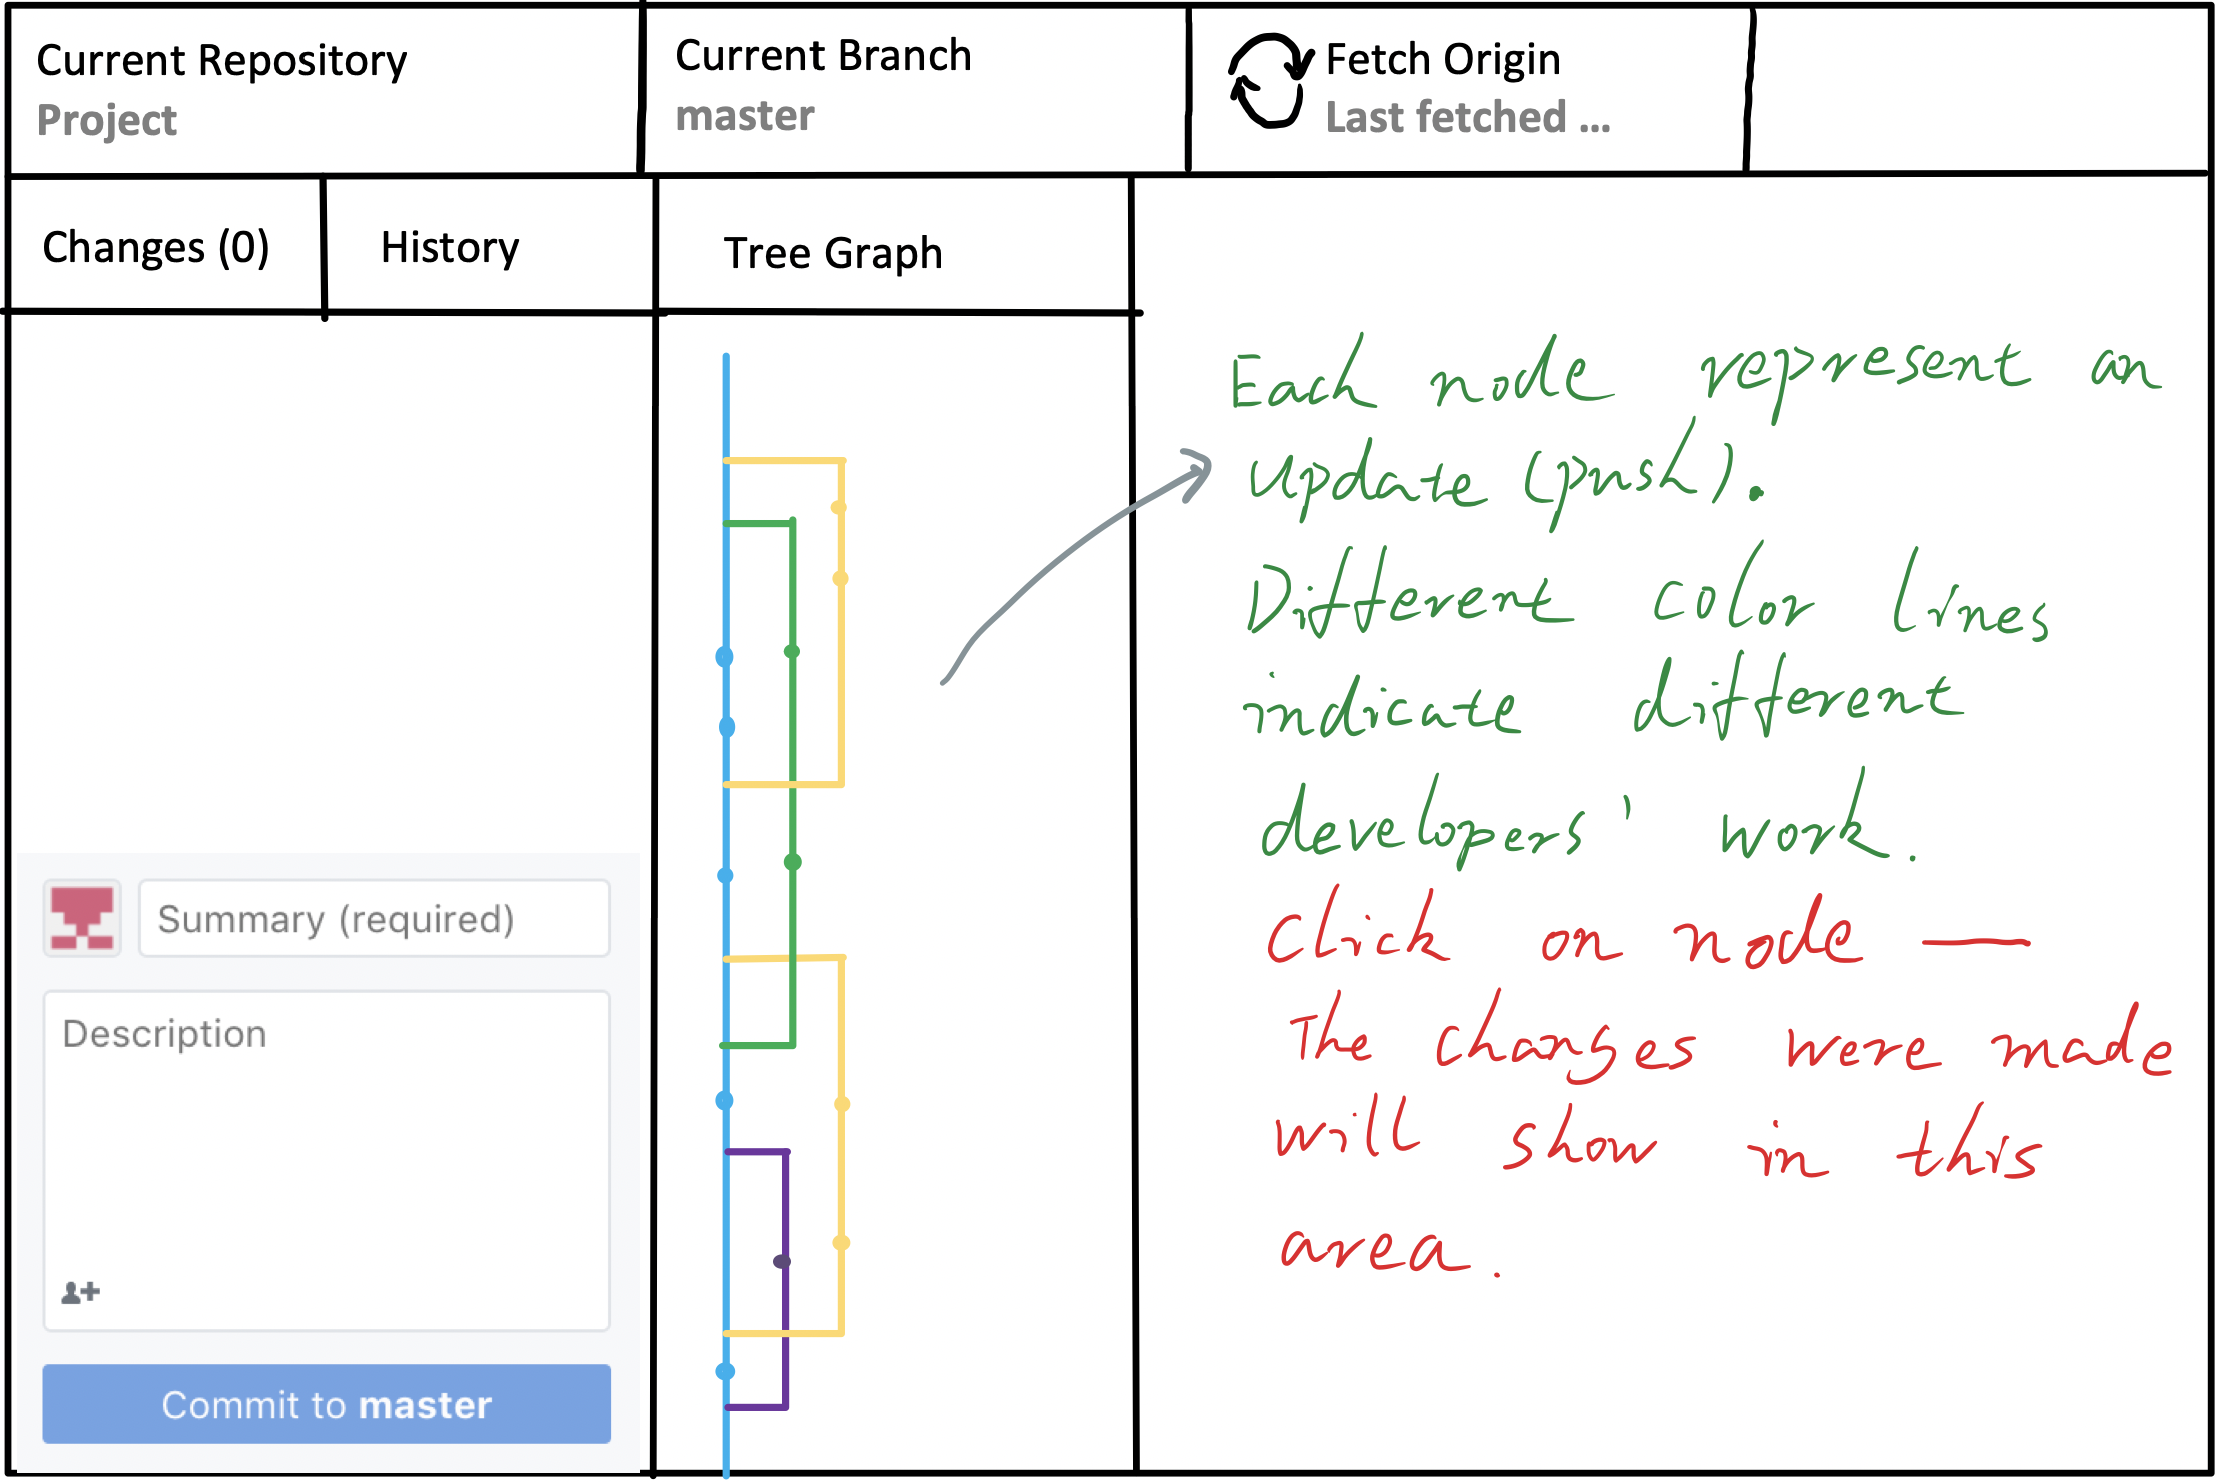 Current Repository
Project
Current Branch
master
Fetch Origin
Last fetched ...
Changes (0)
History
Tree Graph
Each node represent an
update (push).
Different color lines
indicate different
developers' work.
Click on node —
The changes were made
will show in this
area.
Summary (required)
Description
Commit to master